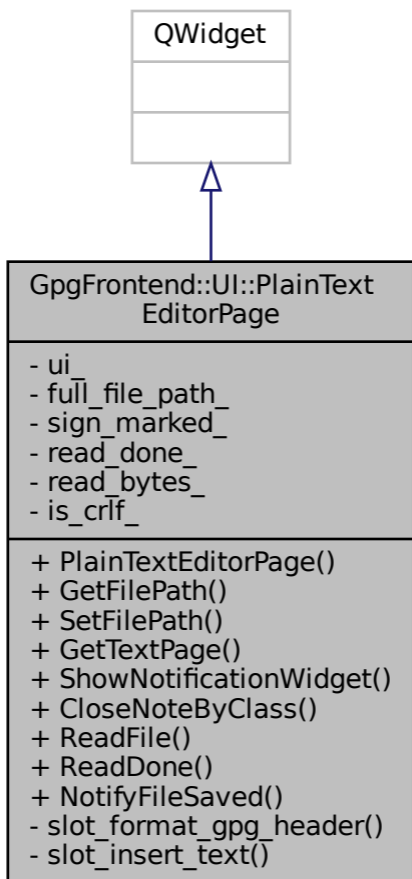 QWidget
GpgFrontend::UI::PlainText
EditorPage
- ui_
- full_file_path_
- sign_marked_
- read_done_
- read_bytes_
- is_crlf_
+ PlainTextEditorPage()
+ GetFilePath()
+ SetFilePath()
+ GetTextPage()
+ ShowNotificationWidget()
+ CloseNoteByClass()
+ ReadFile()
+ ReadDone()
+ NotifyFileSaved()
- slot_format_gpg_header()
- slot_insert_text()